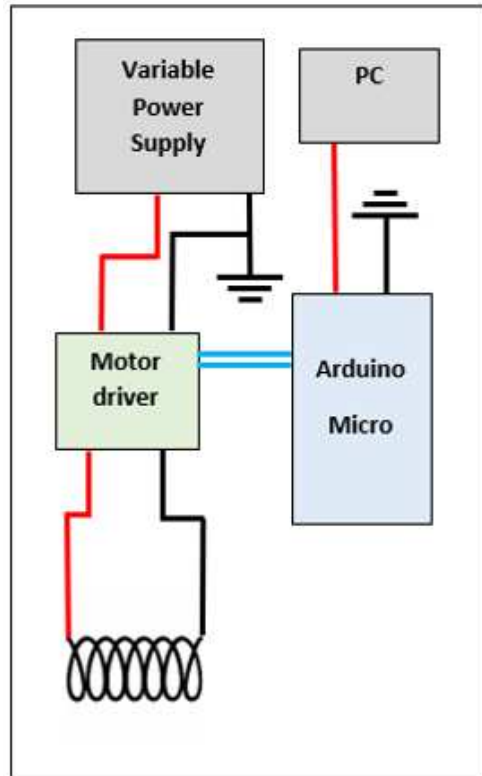 Variable
Power
Supply
PC
Motor
driver
Arduino
Micro